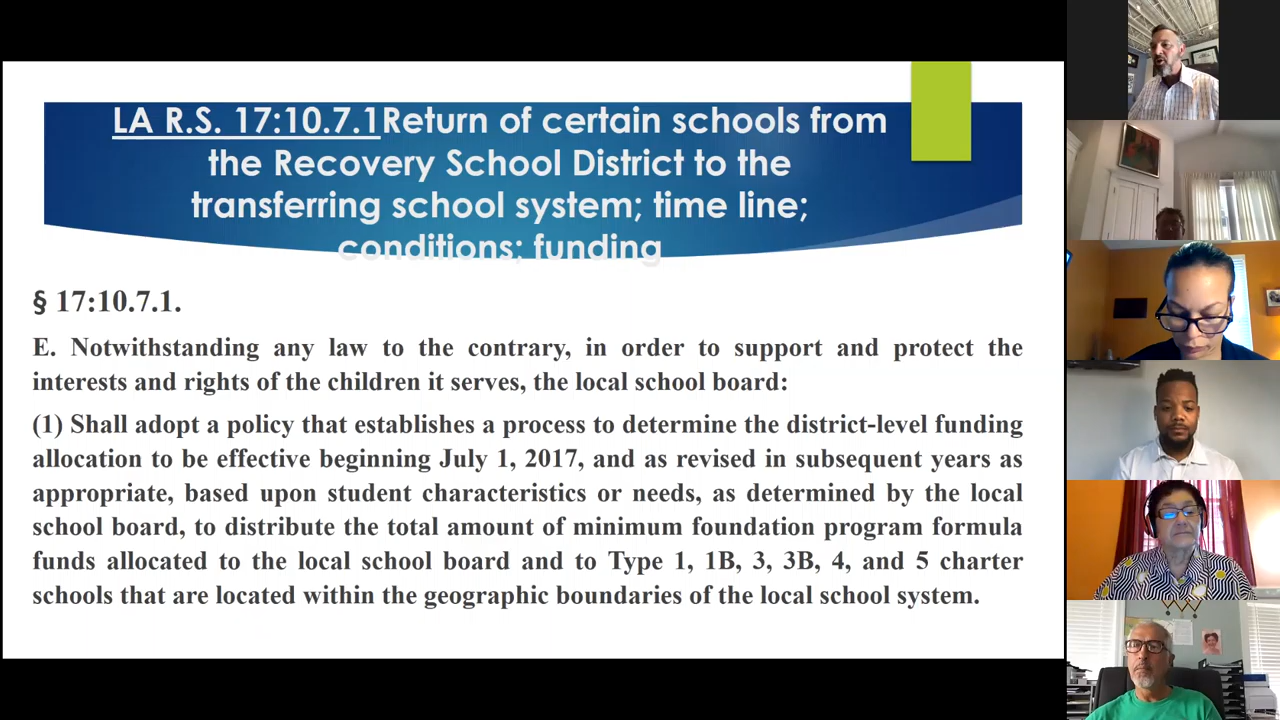 LA R.S. 17:10.7.1Return of certain schools from
the Recovery School District to the
transferring school system; time line;
conditions; funding
§ 17:10.7.1.
E. Notwithstanding any law to the contrary, in order to support and protect the
interests and rights of the children it serves, the local school board:
(1) Shall adopt a policy that establishes a process to determine the district-level funding
allocation to be effective beginning July 1, 2017, and as revised in subsequent years as
appropriate, based upon student characteristics or needs, as determined by the local
school board, to distribute the total amount of minimum foundation program formula
funds allocated to the local school board and to Type 1, 1B, 3, 3B, 4, and 5 charter
schools that are located within the geographic boundaries of the local school system.